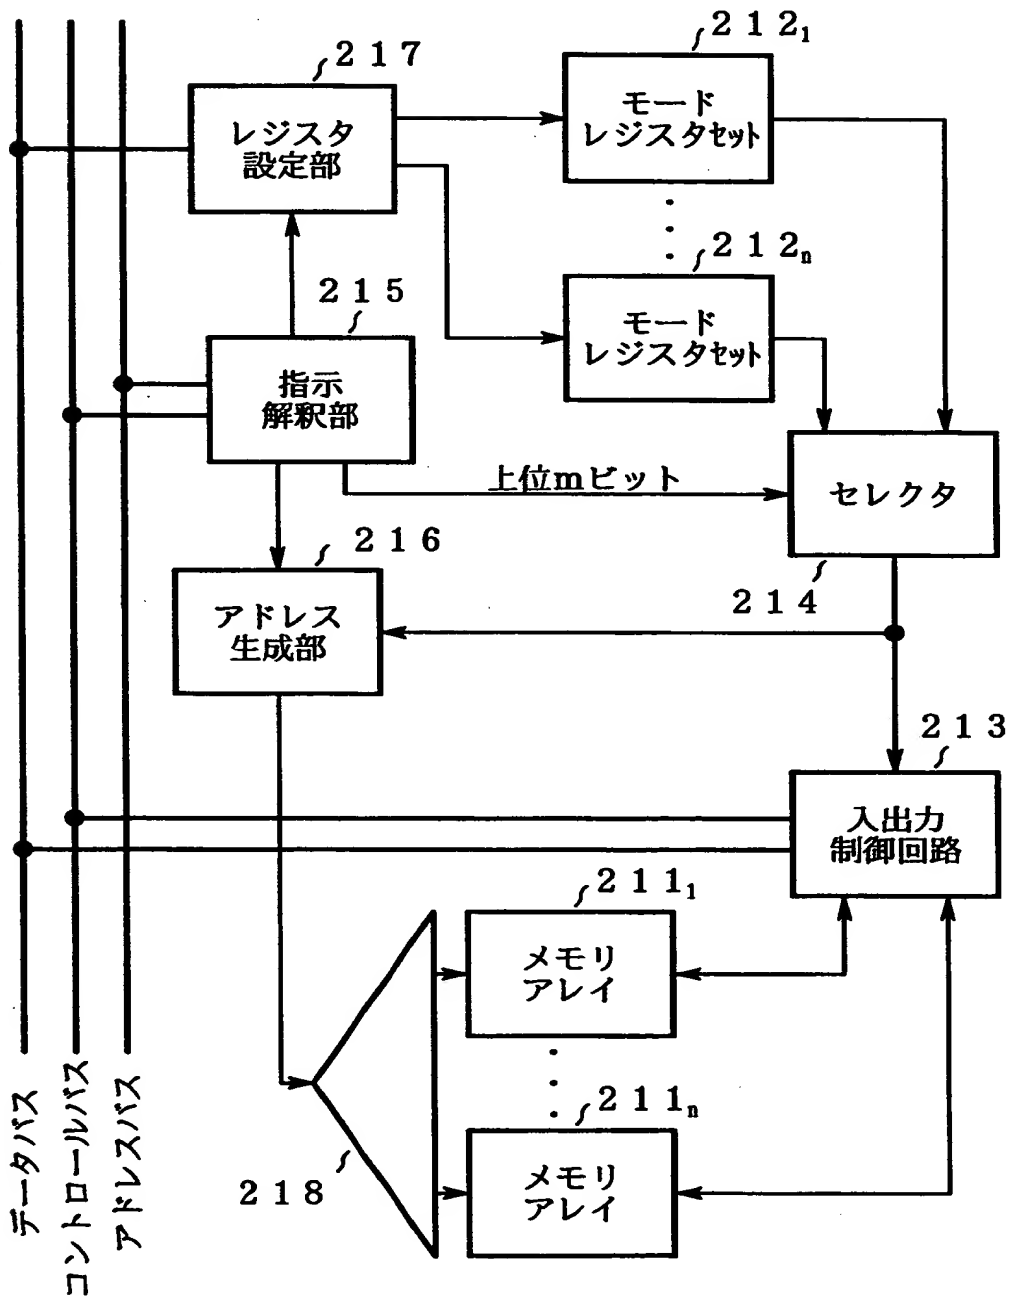 ２１７
レジスタ
設定部
２１２₁
モード
レジスタセット
２１２ₙ
モード
レジスタセット
２１５
指示
解釈部
上位ｍビット
セレクタ
２１４
２１６
アドレス
生成部
２１３
入出力
制御回路
２１１₁
メモリ
アレイ
２１１ₙ
メモリ
アレイ
２１８
データバス
コントロールバス
アドレスバス